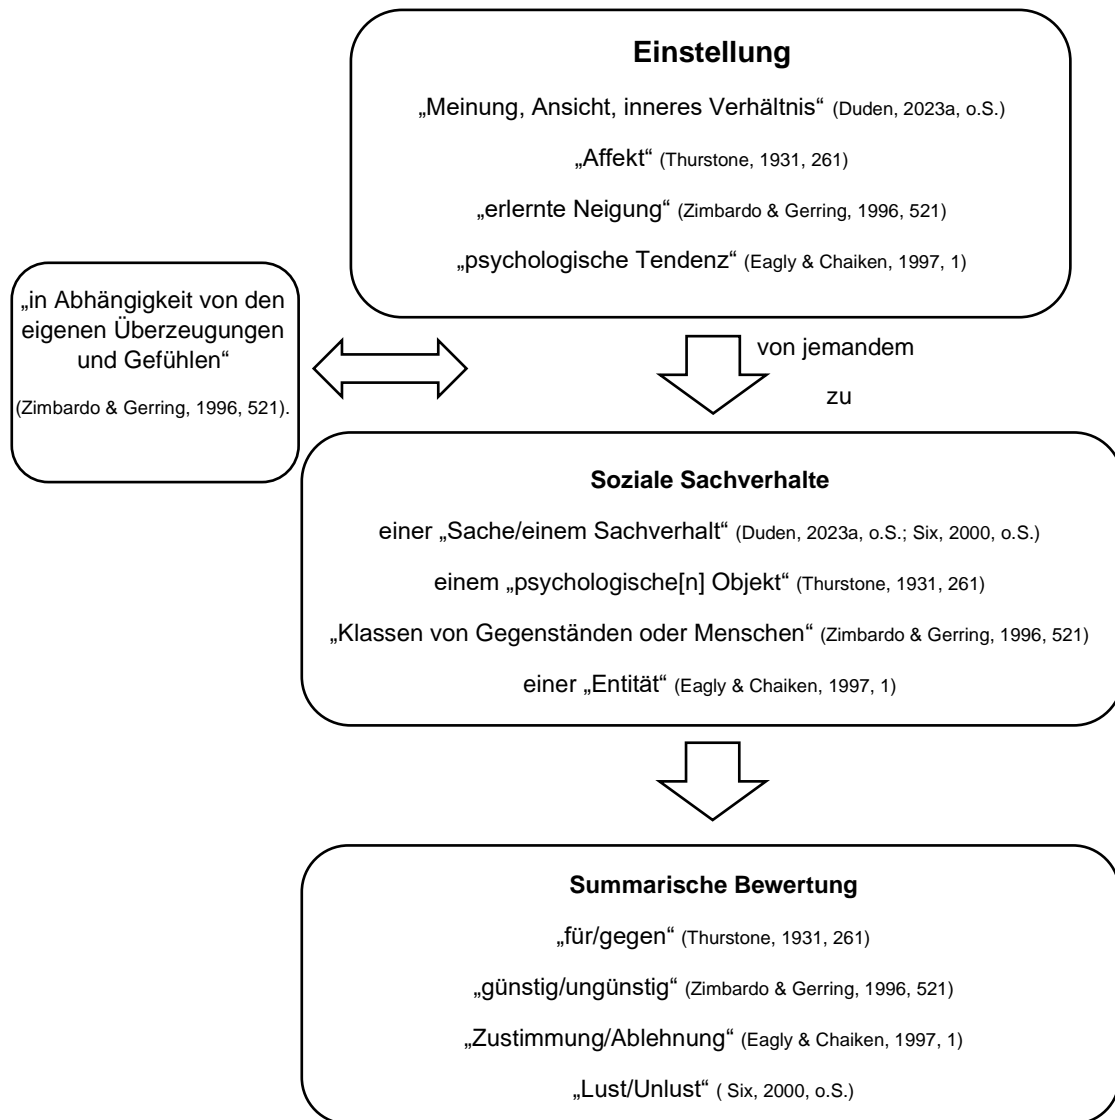 Einstellung
„Meinung, Ansicht, inneres Verhältnis“ (Duden, 2023a, o.S.)
„Affekt“ (Thurstone, 1931, 261)
„erlernte Neigung“ (Zimbardo & Gerring, 1996, 521)
„psychologische Tendenz“ (Eagly & Chaiken, 1997, 1)
„in Abhängigkeit von den
eigenen Überzeugungen
und Gefühlen“
(Zimbardo & Gerring, 1996, 521).
von jemandem
zu
Soziale Sachverhalte
einer „Sache/einem Sachverhalt“ (Duden, 2023a, o.S.; Six, 2000, o.S.)
einem „psychologische[n] Objekt“ (Thurstone, 1931, 261)
„Klassen von Gegenständen oder Menschen“ (Zimbardo & Gerring, 1996, 521)
einer „Entität“ (Eagly & Chaiken, 1997, 1)
Summarische Bewertung
„für/gegen“ (Thurstone, 1931, 261)
„günstig/ungünstig“ (Zimbardo & Gerring, 1996, 521)
„Zustimmung/Ablehnung“ (Eagly & Chaiken, 1997, 1)
„Lust/Unlust“ ( Six, 2000, o.S.)